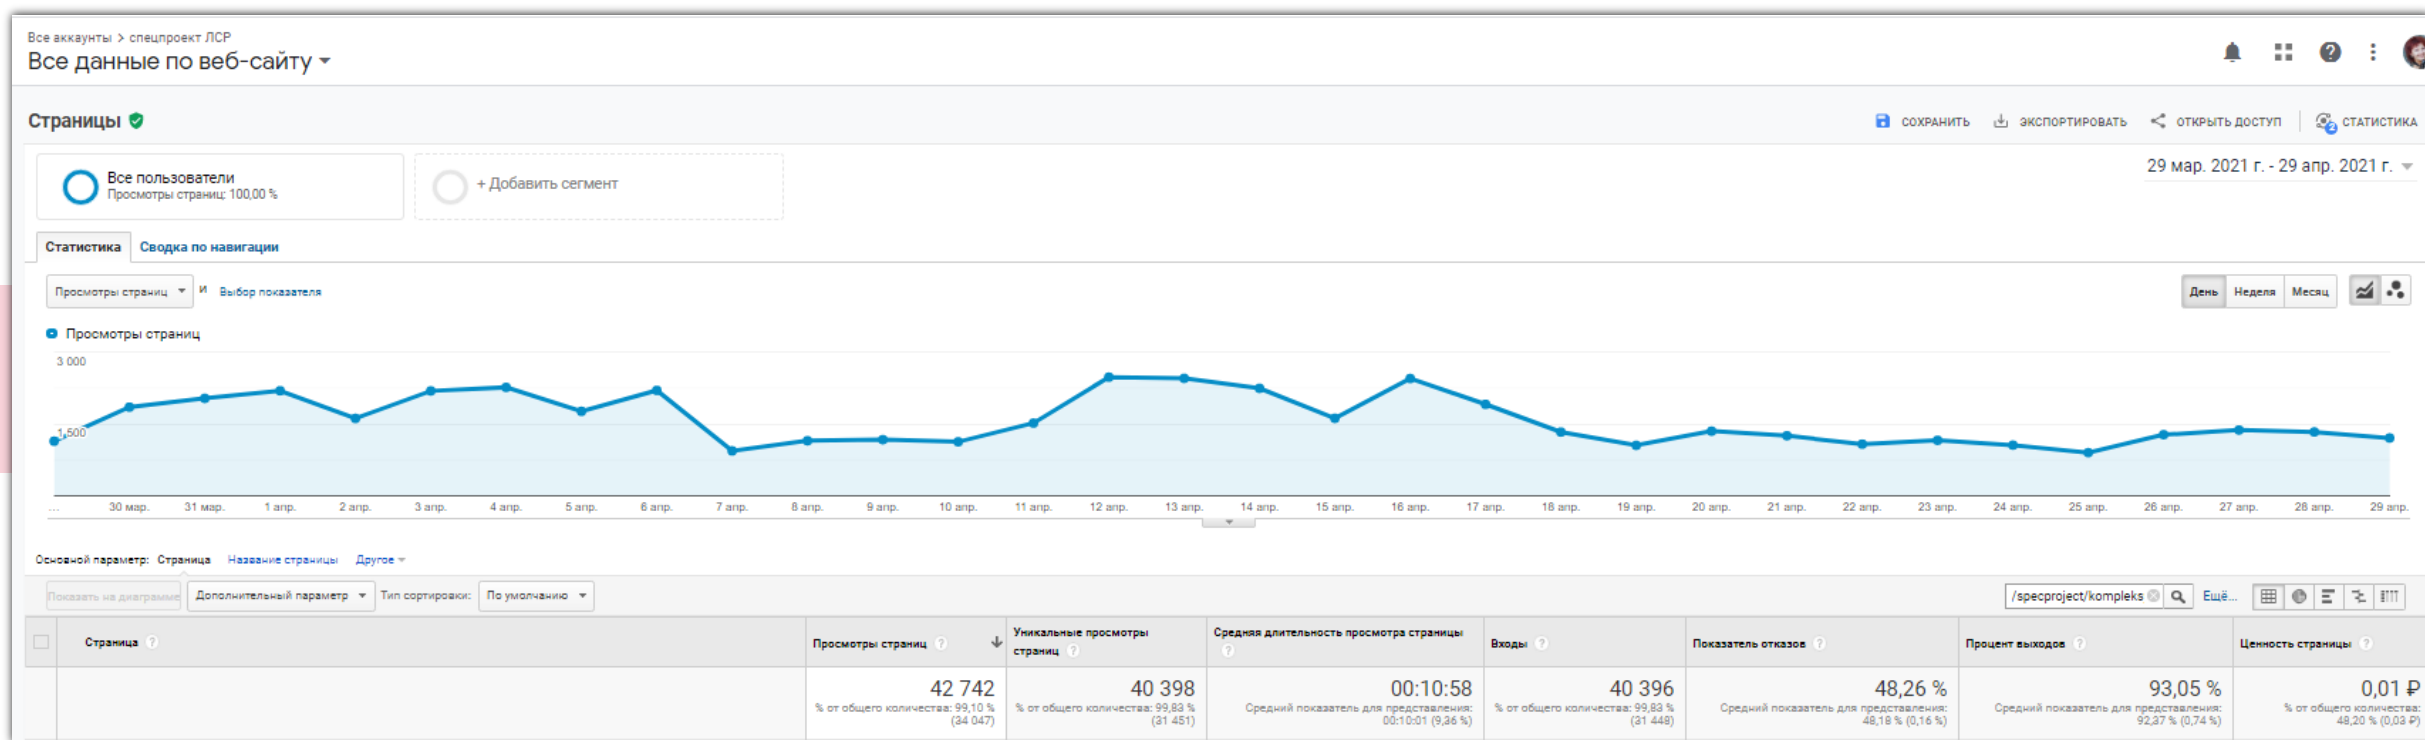 Все аккаунты > спецпроект ЛСР
Все данные по веб-сайту
Страницы
СОХРАНИТЬ
ЭКСПОРТИРОВАТЬ
ОТКРЫТЬ ДОСТУП
СТАТИСТИКА
2
Все пользователи
Просмотры страниц: 100,00 %
+ Добавить сегмент
29 мар. 2021 г. - 29 апр. 2021 г.
Статистика
Сводка по навигации
Просмотры страниц
и
Выбор показателя
День
Неделя
Месяц
Просмотры страниц
3 000
1,500
... 30 мар. 31 мар. 1 апр. 2 апр. 3 апр. 4 апр. 5 апр. 6 апр. 7 апр. 8 апр. 9 апр. 10 апр. 11 апр. 12 апр. 13 апр. 14 апр. 15 апр. 16 апр. 17 апр. 18 апр. 19 апр. 20 апр. 21 апр. 22 апр. 23 апр. 24 апр. 25 апр. 26 апр. 27 апр. 28 апр. 29 апр.
Основной параметр: Страница Название страницы Другое
Показать на диаграмме
Дополнительный параметр
Тип сортировки:
По умолчанию
/specproject/kompleks
Ещё...
Страница ?
Просмотры страниц ?
Уникальные просмотры
страниц ?
Средняя длительность просмотра страницы
?
Входы ?
Показатель отказов ?
Процент выходов ?
Ценность страницы ?
42 742
% от общего количества: 99,10 %
(34 047)
40 398
% от общего количества: 99,83 %
(31 451)
00:10:58
Средний показатель для представления:
00:10:01 (9,36 %)
40 396
% от общего количества: 99,83 %
(31 448)
48,26 %
Средний показатель для представления:
48,18 % (0,16 %)
93,05 %
Средний показатель для представления:
92,37 % (0,74 %)
0,01 ₽
% от общего количества:
48,20 % (0,03 ₽)